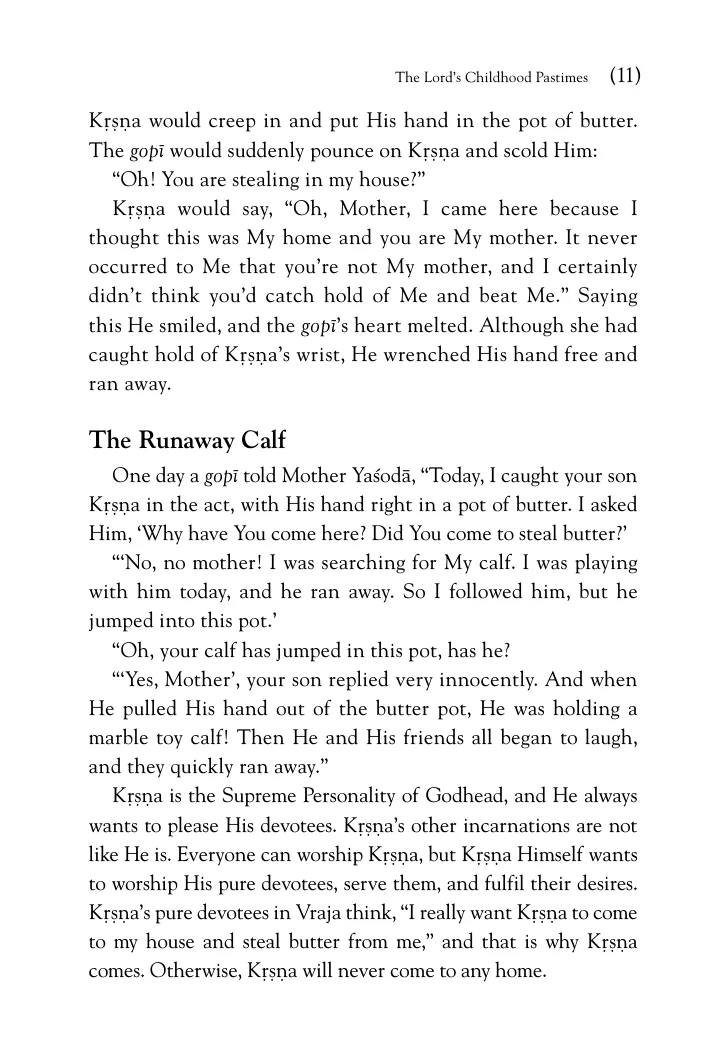 The Lord's Childhood Pastimes (11)
Kṛṣṇa would creep in and put His hand in the pot of butter.
The gopī would suddenly pounce on Kṛṣṇa and scold Him:
“Oh! You are stealing in my house?”
Kṛṣṇa would say, “Oh, Mother, I came here because I
thought this was My home and you are My mother. It never
occurred to Me that you’re not My mother, and I certainly
didn’t think you’d catch hold of Me and beat Me.” Saying
this He smiled, and the gopī’s heart melted. Although she had
caught hold of Kṛṣṇa’s wrist, He wrenched His hand free and
ran away.
The Runaway Calf
One day a gopī told Mother Yaśodā, “Today, I caught your son
Kṛṣṇa in the act, with His hand right in a pot of butter. I asked
Him, ‘Why have You come here? Did You come to steal butter?’
“‘No, no mother! I was searching for My calf. I was playing
with him today, and he ran away. So I followed him, but he
jumped into this pot.’
“Oh, your calf has jumped in this pot, has he?
“‘Yes, Mother’, your son replied very innocently. And when
He pulled His hand out of the butter pot, He was holding a
marble toy calf! Then He and His friends all began to laugh,
and they quickly ran away.”
Kṛṣṇa is the Supreme Personality of Godhead, and He always
wants to please His devotees. Kṛṣṇa’s other incarnations are not
like He is. Everyone can worship Kṛṣṇa, but Kṛṣṇa Himself wants
to worship His pure devotees, serve them, and fulfil their desires.
Kṛṣṇa’s pure devotees in Vraja think, “I really want Kṛṣṇa to come
to my house and steal butter from me,” and that is why Kṛṣṇa
comes. Otherwise, Kṛṣṇa will never come to any home.